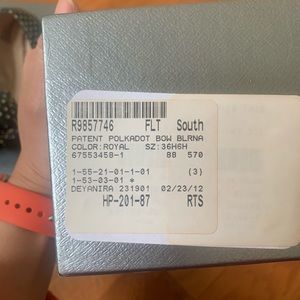 R9857746 FLT South
PATENT POLKADOT BOW BLRNA
COLOR:ROYAL SZ:36H6H
67553458-1 88 570
1-55-21-01-1-01 (3)
1-53-03-01 *
DEYANIRA 231901 02/23/12
HP-201-87 RTS